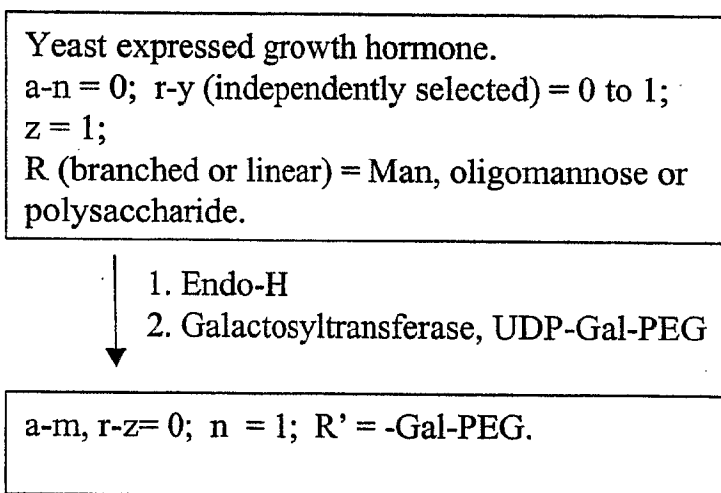 Yeast expressed growth hormone.
a-n = 0; r-y (independently selected) = 0 to 1;
z = 1;
R (branched or linear) = Man, oligomannose or
polysaccharide.
1. Endo-H
2. Galactosyltransferase, UDP-Gal-PEG
a-m, r-z= 0; n = 1; R' = -Gal-PEG.